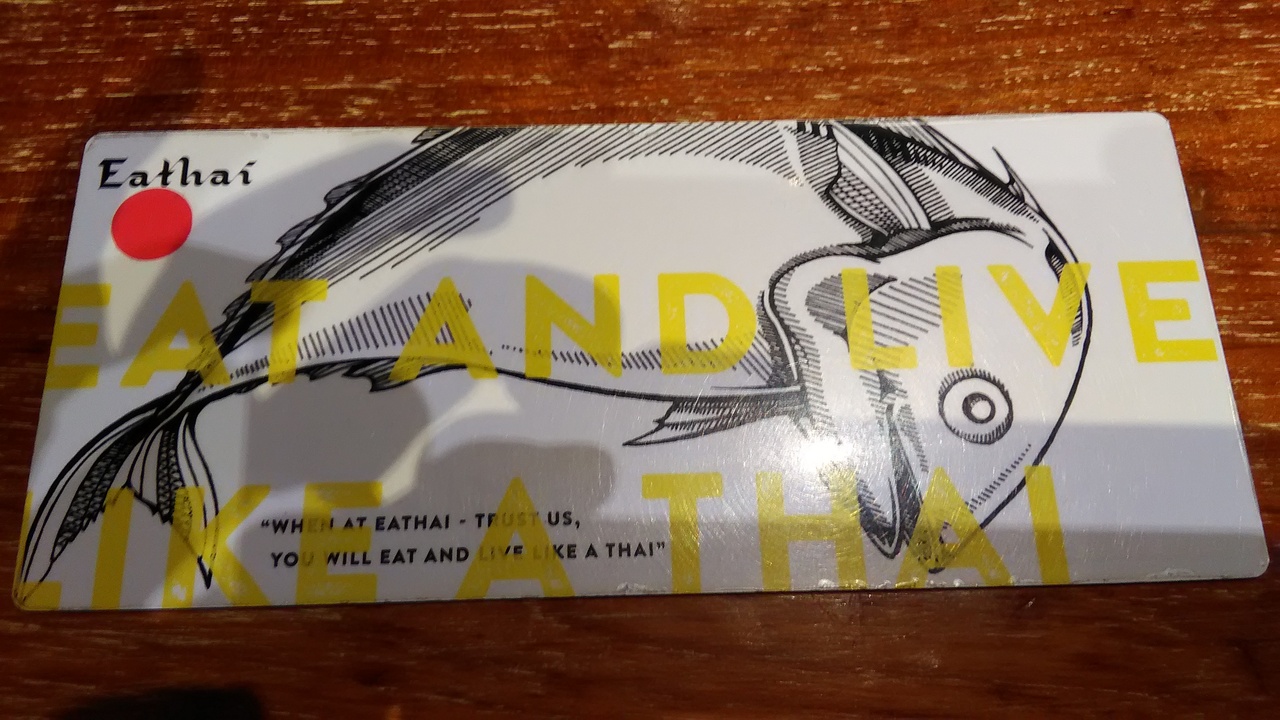 Eathai
EAT AND LIVE
LIKE A THAI
“WHEN AT EATHAI - TRUST US,
YOU WILL EAT AND LIVE LIKE A THAI”